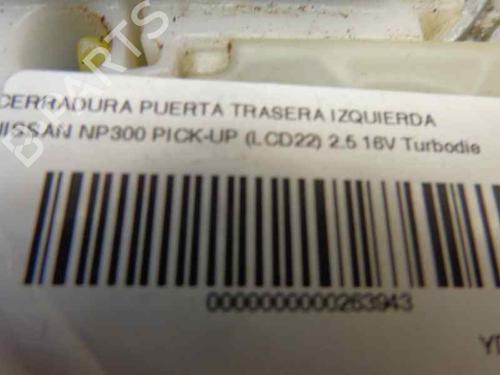 CERRADURA PUERTA TRASERA IZQUIERDA
NISSAN NP300 PICK-UP (LCD22) 2.5 16V Turbodie
0000000000263943